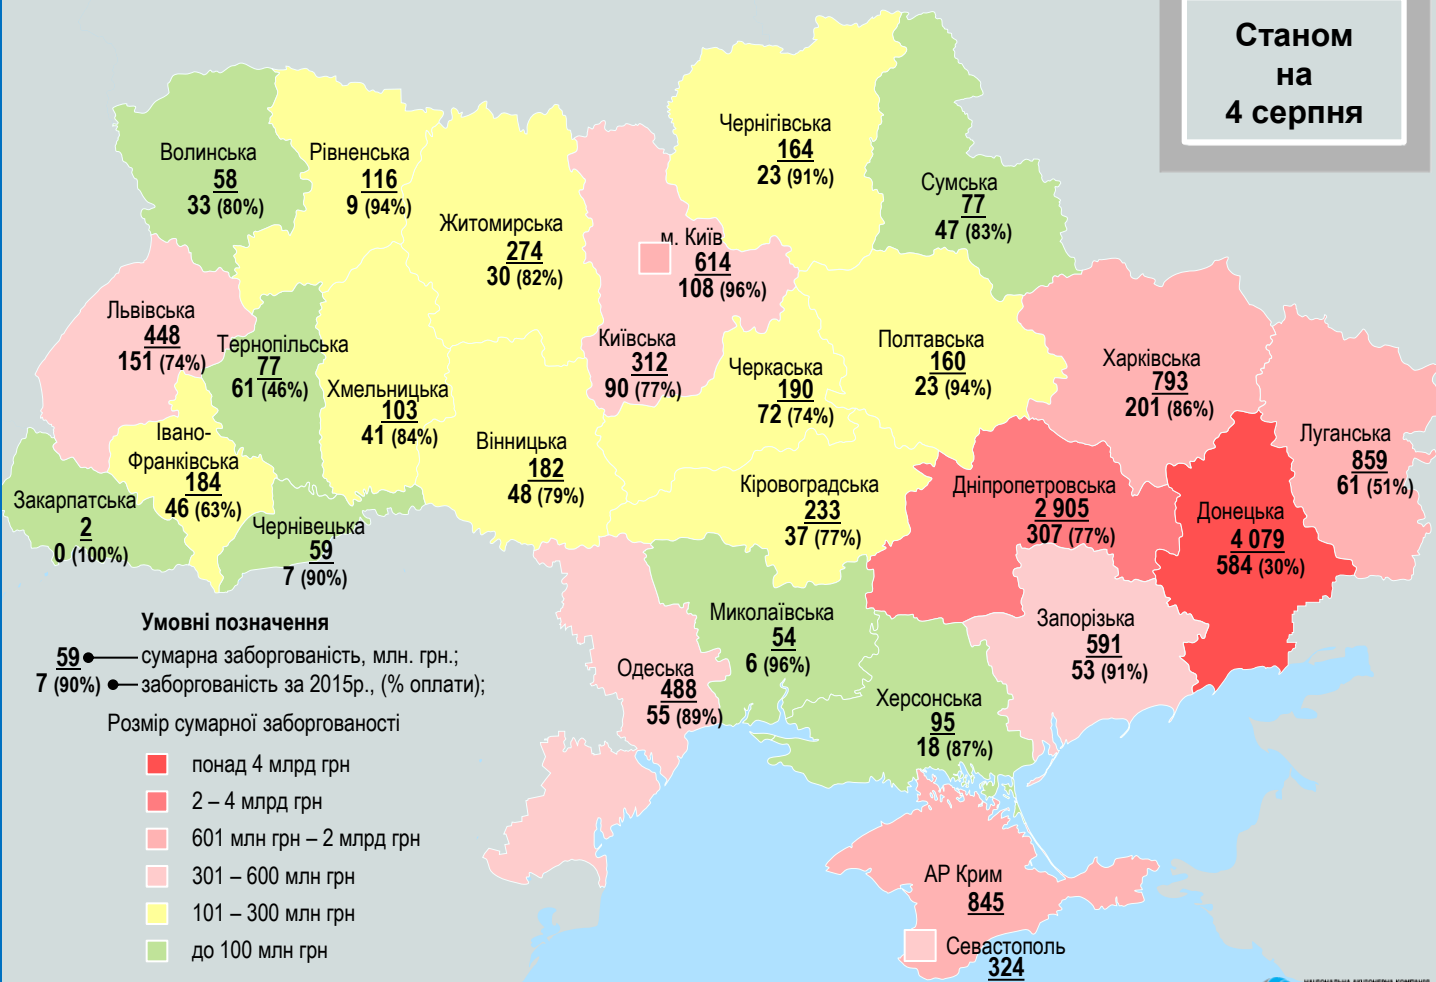 Станом
на
4 серпня
Волинська
58
33 (80%)
Рівненська
116
9 (94%)
Житомирська
274
30 (82%)
Чернігівська
164
23 (91%)
Сумська
77
47 (83%)
м. Київ
614
108 (96%)
Київська
312
90 (77%)
Львівська
448
151 (74%)
Тернопільська
77
61 (46%)
Хмельницька
103
41 (84%)
Черкаська
190
72 (74%)
Полтавська
160
23 (94%)
Харківська
793
201 (86%)
Луганська
859
61 (51%)
Івано-
Франківська
184
46 (63%)
Вінницька
182
48 (79%)
Кіровоградська
233
37 (77%)
Дніпропетровська
2 905
307 (77%)
Донецька
4 079
584 (30%)
Закарпатська
2
0 (100%)
Чернівецька
59
7 (90%)
Миколаївська
54
6 (96%)
Запорізька
591
53 (91%)
Одеська
488
55 (89%)
Херсонська
95
18 (87%)
АР Крим
845
Севастополь
324
Умовні позначення
59 сумарна заборгованість, млн. грн.;
7 (90%) заборгованість за 2015р., (% оплати);
Розмір сумарної заборгованості
понад 4 млрд грн
2 – 4 млрд грн
601 млн грн – 2 млрд грн
301 – 600 млн грн
101 – 300 млн грн
до 100 млн грн